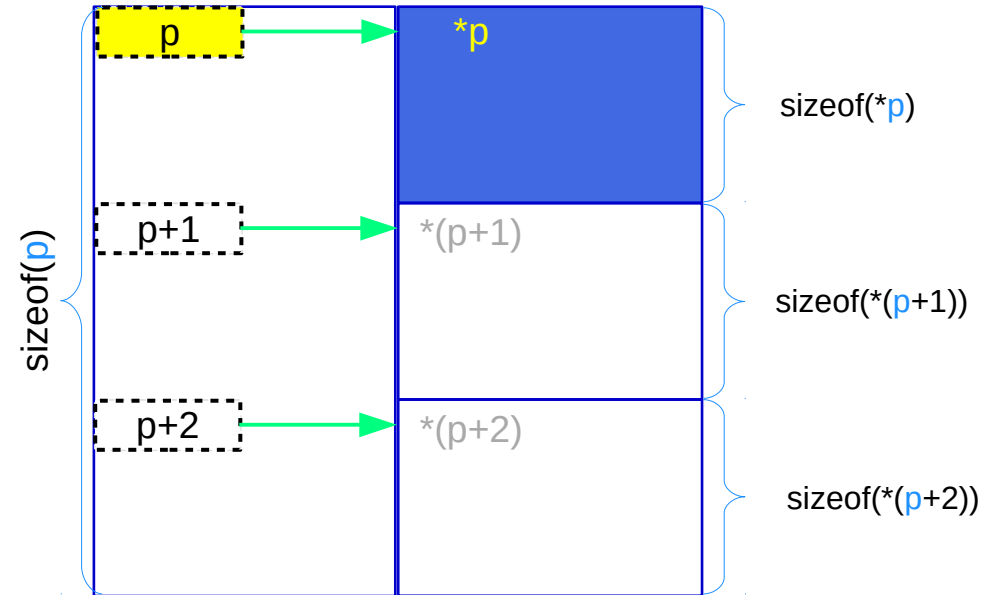 p
*p
sizeof(*p)
sizeof(p)
p+1
*(p+1)
sizeof(*(p+1))
p+2
*(p+2)
sizeof(*(p+2))